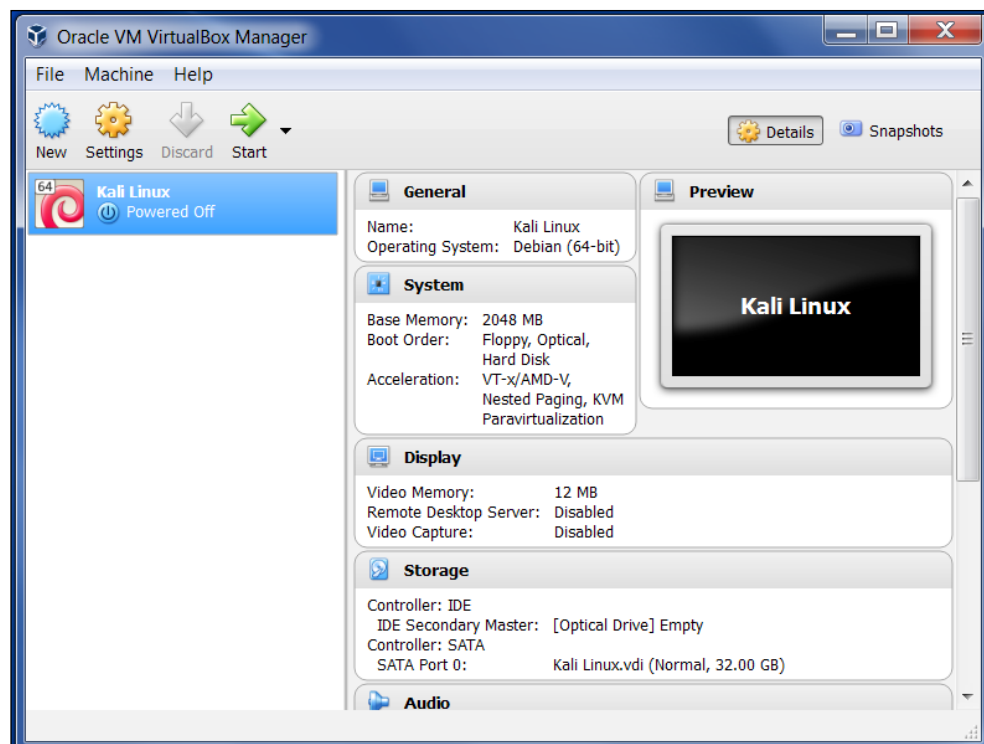 Oracle VM VirtualBox Manager
File Machine Help
New Settings Discard Start
Details Snapshots
64
Kali Linux
Powered Off
General
Name: Kali Linux
Operating System: Debian (64-bit)
System
Base Memory: 2048 MB
Boot Order: Floppy, Optical,
Hard Disk
Acceleration: VT-x/AMD-V,
Nested Paging, KVM
Paravirtualization
Preview
Kali Linux
Display
Video Memory: 12 MB
Remote Desktop Server: Disabled
Video Capture: Disabled
Storage
Controller: IDE
IDE Secondary Master: [Optical Drive] Empty
Controller: SATA
SATA Port 0: Kali Linux.vdi (Normal, 32.00 GB)
Audio